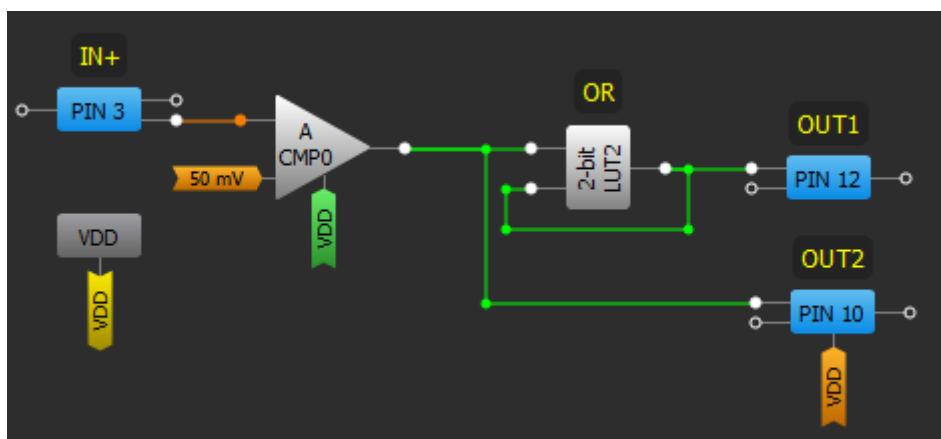 IN+
PIN 3
A
CMP0
50 mV
VDD
VDD
VDD
OR
2-bit
LUT2
OUT1
PIN 12
OUT2
PIN 10
VDD